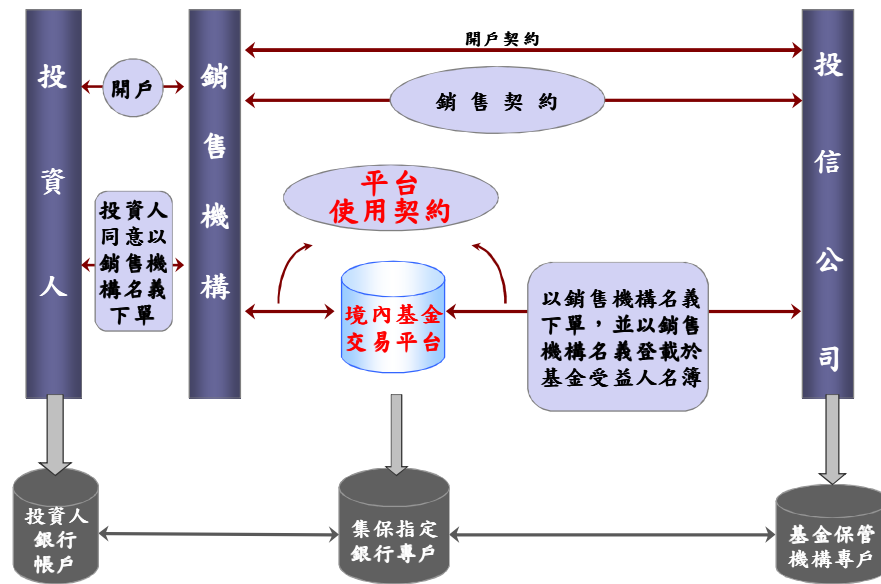 開戶契約
投資人
開戶
銷售機構
銷售契約
投信公司
平台
使用契約
投資人
同意以
銷售機
構名義
下單
境內基金
交易平台
以銷售機構名義
下單，並以銷售
機構名義登載於
基金受益人名簿
投資人
銀行
帳戶
集保指定
銀行專戶
基金保管
機構專戶